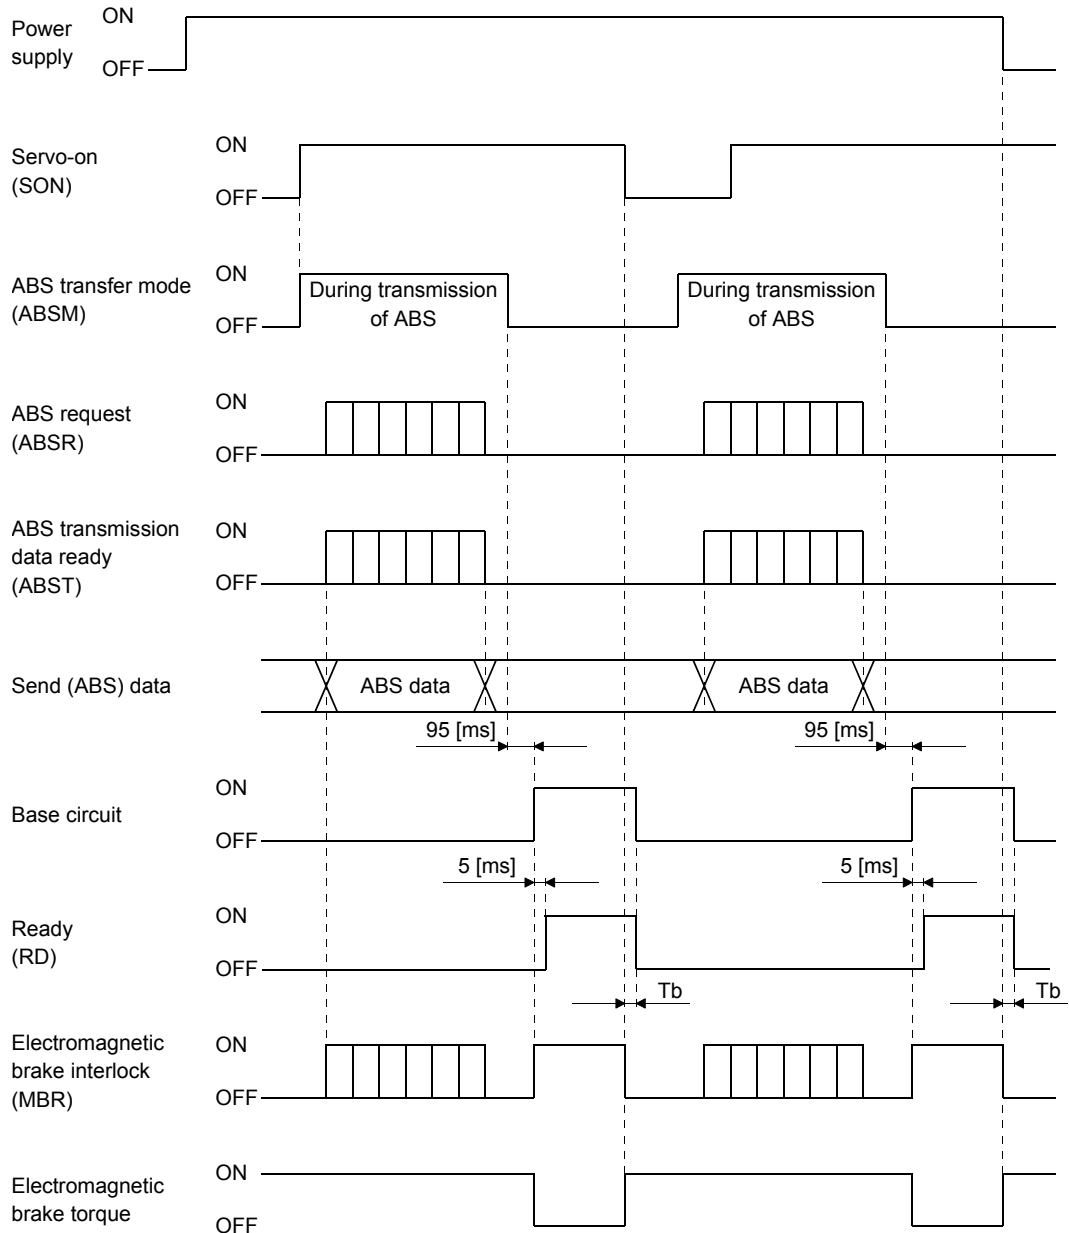 Power
supply
ON
OFF
Servo-on
(SON)
ON
OFF
ABS transfer mode
(ABSM)
ON
OFF
During transmission
of ABS
During transmission
of ABS
ABS request
(ABSR)
ON
OFF
ABS transmission
data ready
(ABST)
ON
OFF
Send (ABS) data
ABS data
ABS data
95 [ms]
95 [ms]
Base circuit
ON
OFF
5 [ms]
5 [ms]
Ready
(RD)
ON
OFF
Tb
Tb
Electromagnetic
brake interlock
(MBR)
ON
OFF
Electromagnetic
brake torque
ON
OFF